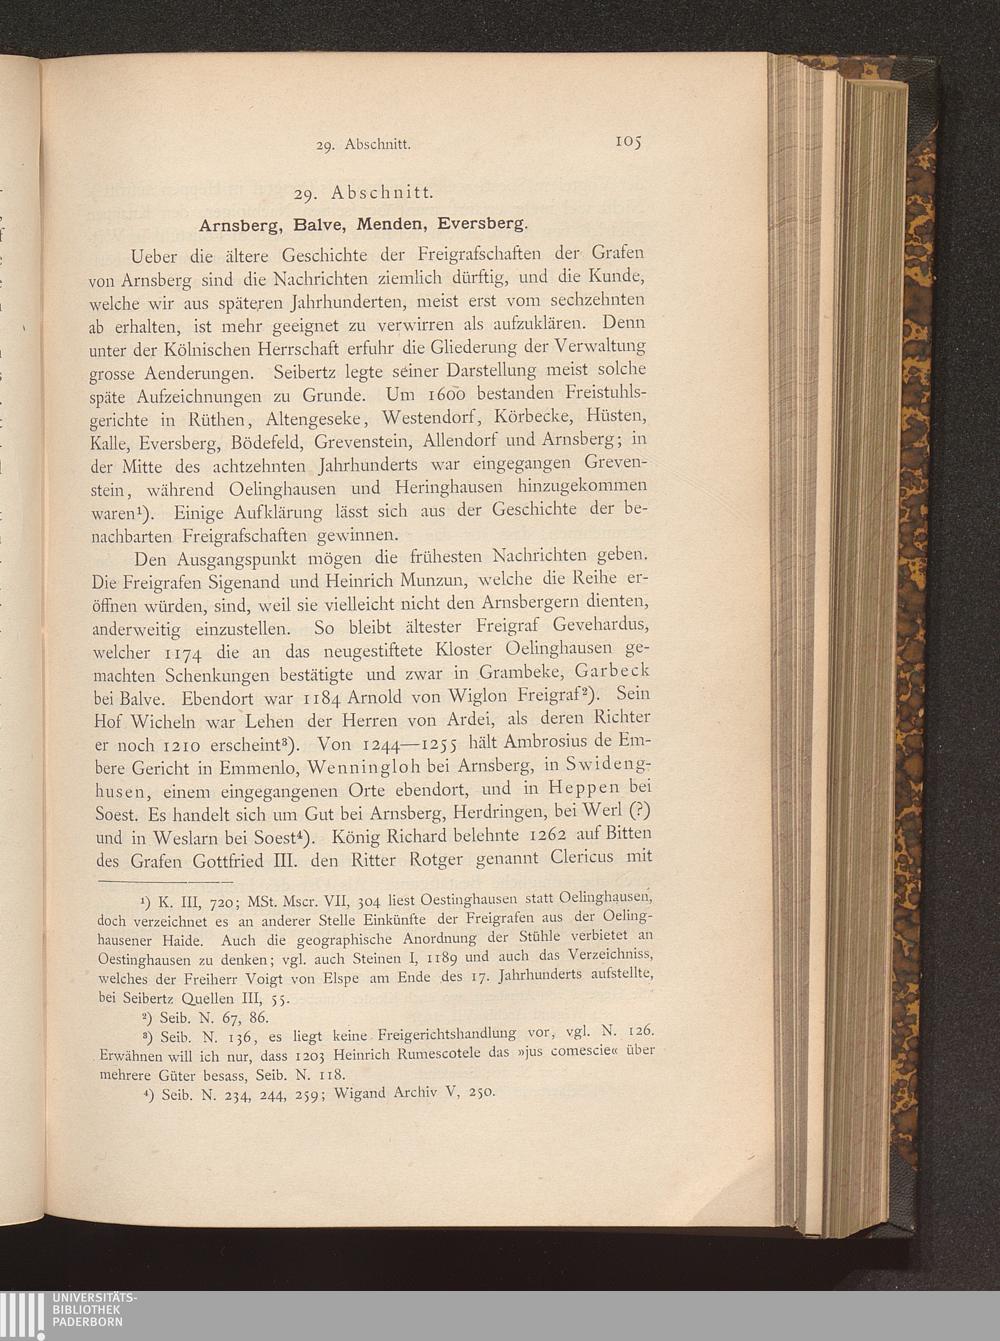 29. Abschnitt. 105
29. Abschnitt.
Arnsberg, Balve, Menden, Eversberg.
Ueber die ältere Geschichte der Freigrafschaften der Grafen
von Arnsberg sind die Nachrichten ziemlich dürftig, und die Kunde,
welche wir aus späteren Jahrhunderten, meist erst vom sechzehnten
ab erhalten, ist mehr geeignet zu verwirren als aufzuklären. Denn
unter der Kölnischen Herrschaft erfuhr die Gliederung der Verwaltung
grosse Aenderungen. Seibertz legte seiner Darstellung meist solche
späte Aufzeichnungen zu Grunde. Um 1600 bestanden Freistuhls-
gerichte in Rüthen, Altengeseke, Westendorf, Körbecke, Hüsten,
Kalle, Eversberg, Bödefeld, Grevenstein, Allendorf und Arnsberg; in
der Mitte des achtzehnten Jahrhunderts war eingegangen Greven-
stein, während Oelinghausen und Heringhausen hinzugekommen
waren¹). Einige Aufklärung lässt sich aus der Geschichte der be-
nachbarten Freigrafschaften gewinnen.
Den Ausgangspunkt mögen die frühesten Nachrichten geben.
Die Freigrafen Sigenand und Heinrich Munzun, welche die Reihe er-
öffnen würden, sind, weil sie vielleicht nicht den Arnsbergern dienten,
anderweitig einzustellen. So bleibt ältester Freigraf Gevehardus,
welcher 1174 die an das neugestiftete Kloster Oelinghausen ge-
machten Schenkungen bestätigte und zwar in Grambeke, Garbeck
bei Balve. Ebendort war 1184 Arnold von Wiglon Freigraf²). Sein
Hof Wicheln war Lehen der Herren von Ardei, als deren Richter
er noch 1210 erscheint³). Von 1244—1255 hält Ambrosius de Em-
bere Gericht in Emmenlo, Wenningloh bei Arnsberg, in Swideng-
husen, einem eingegangenen Orte ebendort, und in Heppen bei
Soest. Es handelt sich um Gut bei Arnsberg, Herdringen, bei Werl (?)
und in Weslarn bei Soest⁴). König Richard belehnte 1262 auf Bitten
des Grafen Gottfried III. den Ritter Rotger genannt Clericus mit
¹) K. III, 720; MSt. Mscr. VII, 304 liest Oestinghausen statt Oelinghausen,
doch verzeichnet es an anderer Stelle Einkünfte der Freigrafen aus der Oeling-
hausener Haide. Auch die geographische Anordnung der Stühle verbietet an
Oestinghausen zu denken; vgl. auch Steinen I, 1189 und auch das Verzeichniss,
welches der Freiherr Voigt von Elspe am Ende des 17. Jahrhunderts aufstellte,
bei Seibertz Quellen III, 55.
²) Seib. N. 67, 86.
³) Seib. N. 136, es liegt keine Freigerichtshandlung vor, vgl. N. 126.
Erwähnen will ich nur, dass 1203 Heinrich Rumescotele das »jus comescie« über
mehrere Güter besass, Seib. N. 118.
⁴) Seib. N. 234, 244, 259; Wigand Archiv V, 250.
UNIVERSITÄTS-
BIBLIOTHEK
PADERBORN